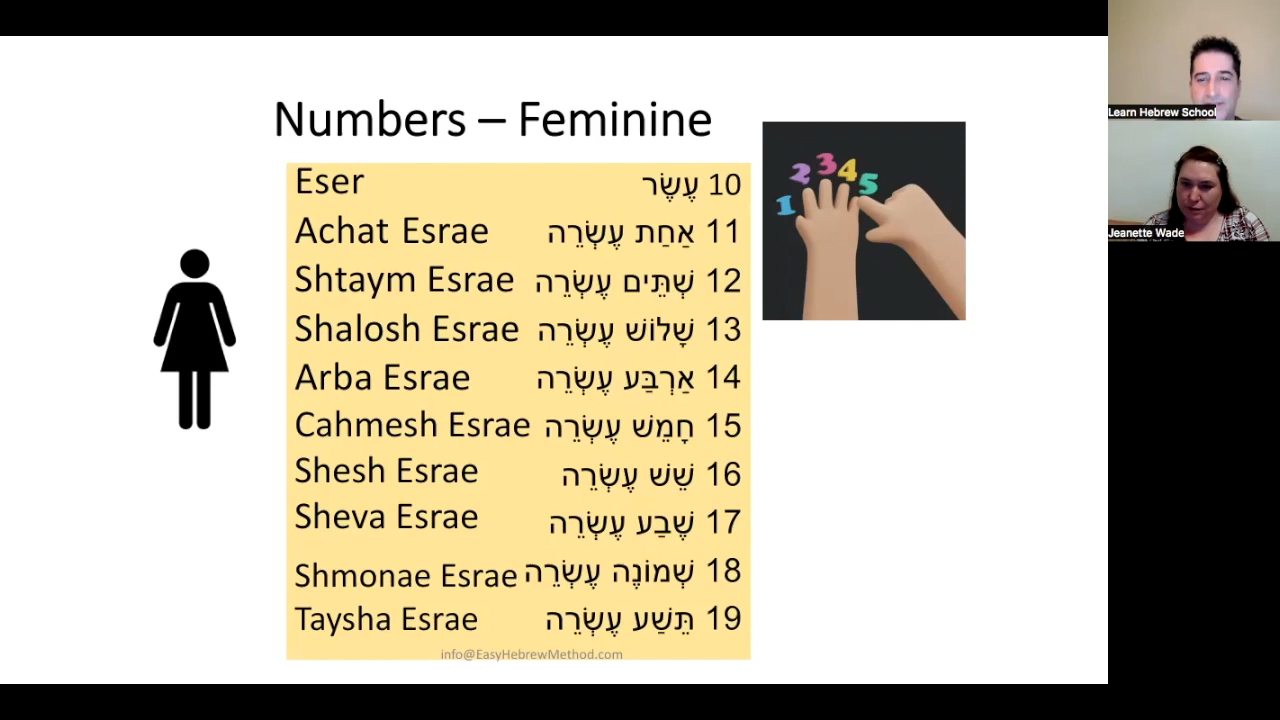 Numbers – Feminine
Eser עֶשֶׂר 10
Achat Esrae אַחַת עֶשְׂרֵה 11
Shtaym Esrae שְׁתֵּים עֶשְׂרֵה 12
Shalosh Esrae שָׁלוֹשׁ עֶשְׂרֵה 13
Arba Esrae אַרְבַּע עֶשְׂרֵה 14
Cahmesh Esrae חָמֵשׁ עֶשְׂרֵה 15
Shesh Esrae שֵׁשׁ עֶשְׂרֵה 16
Sheva Esrae שֶׁבַע עֶשְׂרֵה 17
Shmonae Esrae שְׁמוֹנֶה עֶשְׂרֵה 18
Taysha Esrae תֵּשַׁע עֶשְׂרֵה 19
info@EasyHebrewMethod.com
1 2 3 4 5
Learn Hebrew School
Jeanette Wade